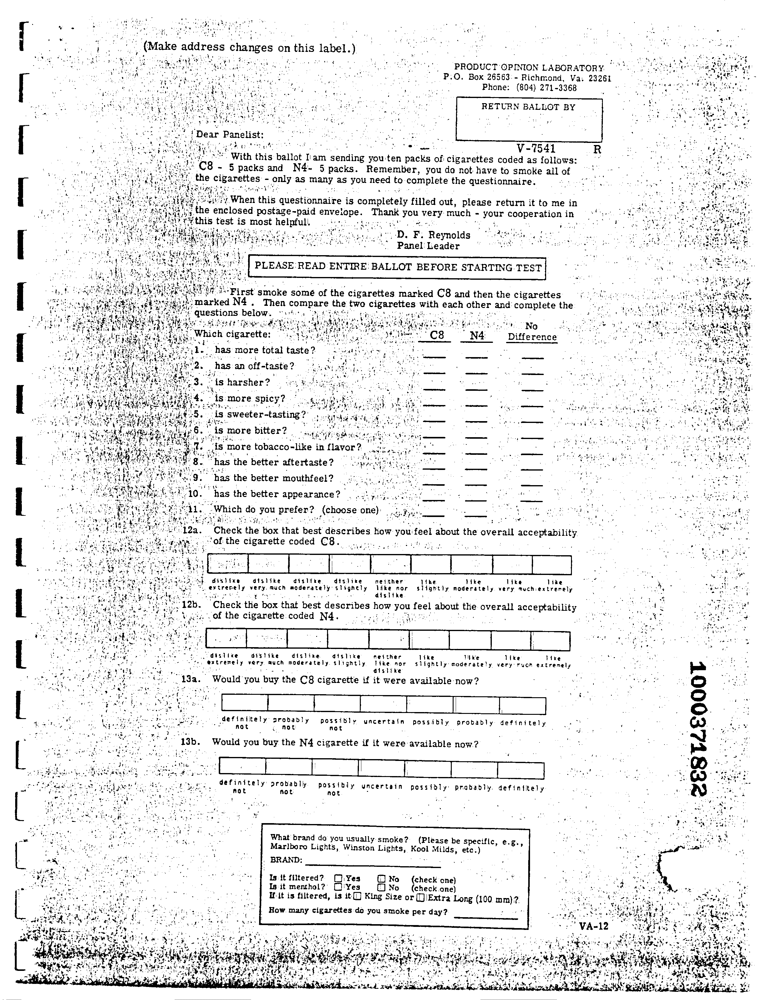 (Make address changes on this label.)
PRODUCT OPINION LABORATORY
P.O. Box 26563 - Richmond, Va. 23261
Phone: (804) 271-3368
RETURN BALLOT BY
Dear Panelist:
V-7541 R
With this ballot I am sending you ten packs of cigarettes coded as follows:
C8 - 5 packs and N4- 5 packs. Remember, you do not have to smoke all of
the cigarettes - only as many as you need to complete the questionnaire.
When this questionnaire is completely filled out, please return it to me in
the enclosed postage-paid envelope. Thank you very much - your cooperation in
this test is most helpful.
D. F. Reynolds
Panel Leader
PLEASE READ ENTIRE BALLOT BEFORE STARTING TEST
First smoke some of the cigarettes marked C8 and then the cigarettes
marked N4 . Then compare the two cigarettes with each other and complete the
questions below.
Which cigarette: C8 N4 No Difference
1. has more total taste?
2. has an off-taste?
3. is harsher?
4. is more spicy?
5. is sweeter-tasting?
6. is more bitter?
7. is more tobacco-like in flavor?
8. has the better aftertaste?
9. has the better mouthfeel?
10. has the better appearance?
11. Which do you prefer? (choose one)
12a. Check the box that best describes how you feel about the overall acceptability
of the cigarette coded C8.
dislike dislike dislike dislike neither like like like like
extremely very much moderately slightly like nor slightly moderately very much extremely
dislike
12b. Check the box that best describes how you feel about the overall acceptability
of the cigarette coded N4.
dislike dislike dislike dislike neither like like like like
extremely very much moderately slightly like nor slightly moderately very much extremely
dislike
13a. Would you buy the C8 cigarette if it were available now?
definitely probably possibly uncertain possibly probably definitely
not not not
13b. Would you buy the N4 cigarette if it were available now?
definitely probably possibly uncertain possibly probably definitely
not not not
What brand do you usually smoke? (Please be specific, e.g.,
Marlboro Lights, Winston Lights, Kool Milds, etc.)
BRAND:
Is it filtered? Yes No (check one)
Is it menthol? Yes No (check one)
If it is filtered, is it King Size or Extra Long (100 mm)?
How many cigarettes do you smoke per day?
VA-12
1000371832